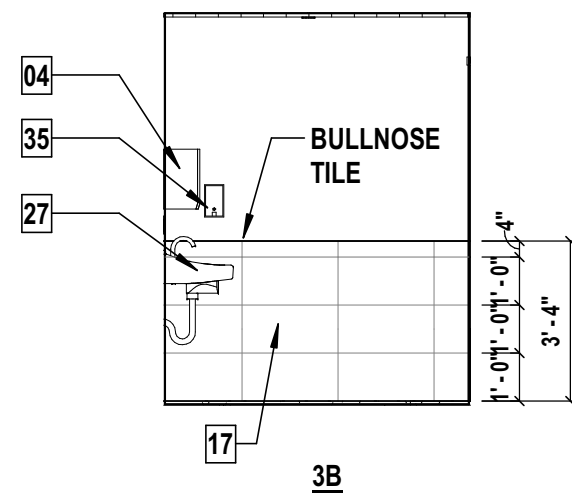 04
35
27
BULLNOSE
TILE
4"
1' - 0"
1' - 0"
1' - 0"
3' - 4"
17
3B